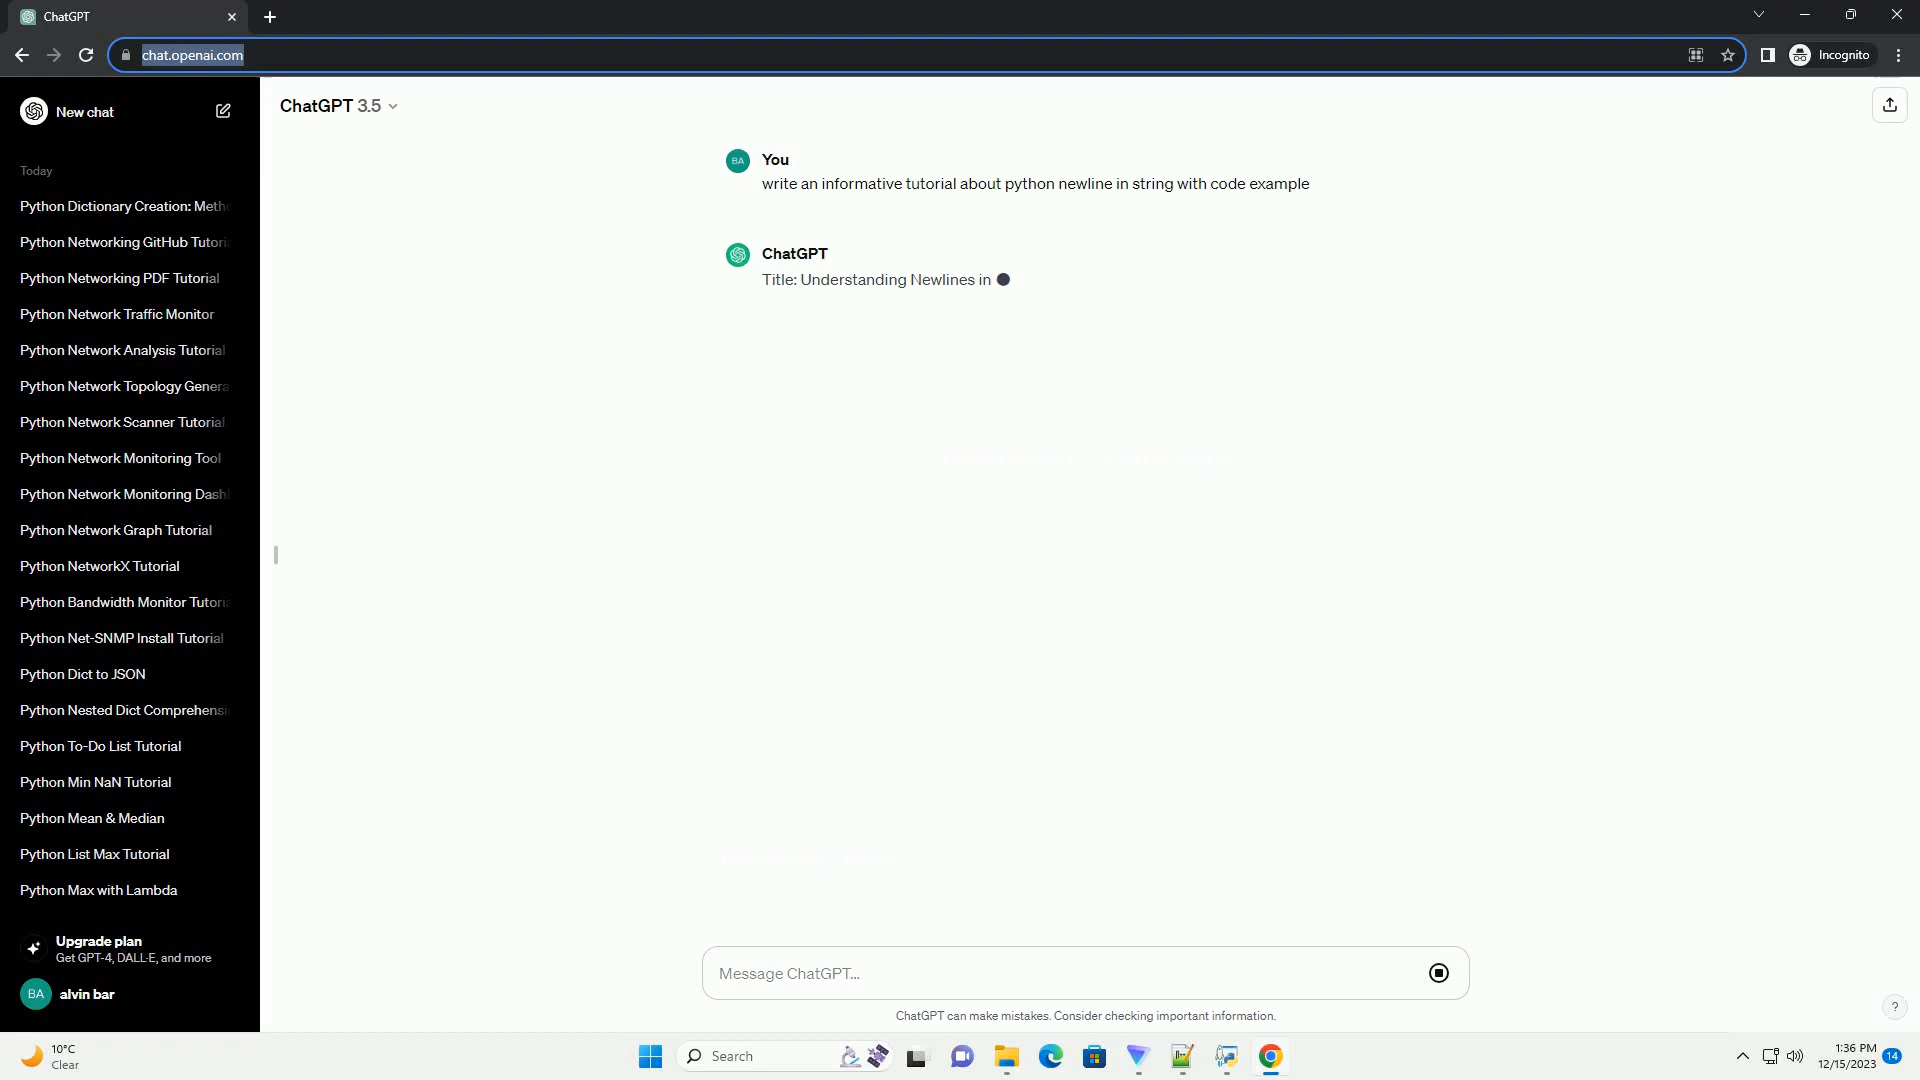 ChatGPT
chat.openai.com
Incognito
New chat
Today
Python Dictionary Creation: Meth
Python Networking GitHub Tutori
Python Networking PDF Tutorial
Python Network Traffic Monitor
Python Network Analysis Tutorial
Python Network Topology Genera
Python Network Scanner Tutorial
Python Network Monitoring Tool
Python Network Monitoring Dash
Python Network Graph Tutorial
Python NetworkX Tutorial
Python Bandwidth Monitor Tutoria
Python Net-SNMP Install Tutorial
Python Dict to JSON
Python Nested Dict Comprehensi
Python To-Do List Tutorial
Python Min NaN Tutorial
Python Mean & Median
Python List Max Tutorial
Python Max with Lambda
Upgrade plan
Get GPT-4, DALL·E, and more
BA alvin bar
ChatGPT 3.5
BA You
write an informative tutorial about python newline in string with code example
ChatGPT
Title: Understanding Newlines in
Message ChatGPT...
ChatGPT can make mistakes. Consider checking important information.
?
10°C
Clear
Search
1:36 PM
12/15/2023
14